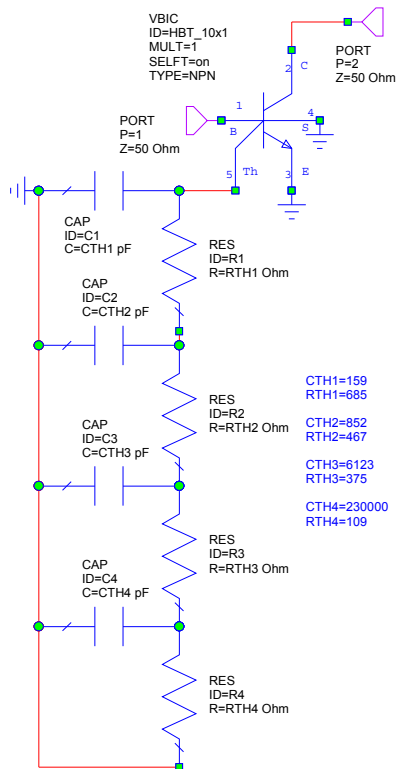 VBIC
ID=HBT_10x1
MULT=1
SELFT=on
TYPE=NPN
PORT
P=2
Z=50 Ohm
2
C
1
B
4
S
5
Th
3
E
PORT
P=1
Z=50 Ohm
CAP
ID=C1
C=CTH1 pF
RES
ID=R1
R=RTH1 Ohm
CAP
ID=C2
C=CTH2 pF
RES
ID=R2
R=RTH2 Ohm
CAP
ID=C3
C=CTH3 pF
RES
ID=R3
R=RTH3 Ohm
CAP
ID=C4
C=CTH4 pF
RES
ID=R4
R=RTH4 Ohm
CTH1=159
RTH1=685
CTH2=852
RTH2=467
CTH3=6123
RTH3=375
CTH4=230000
RTH4=109